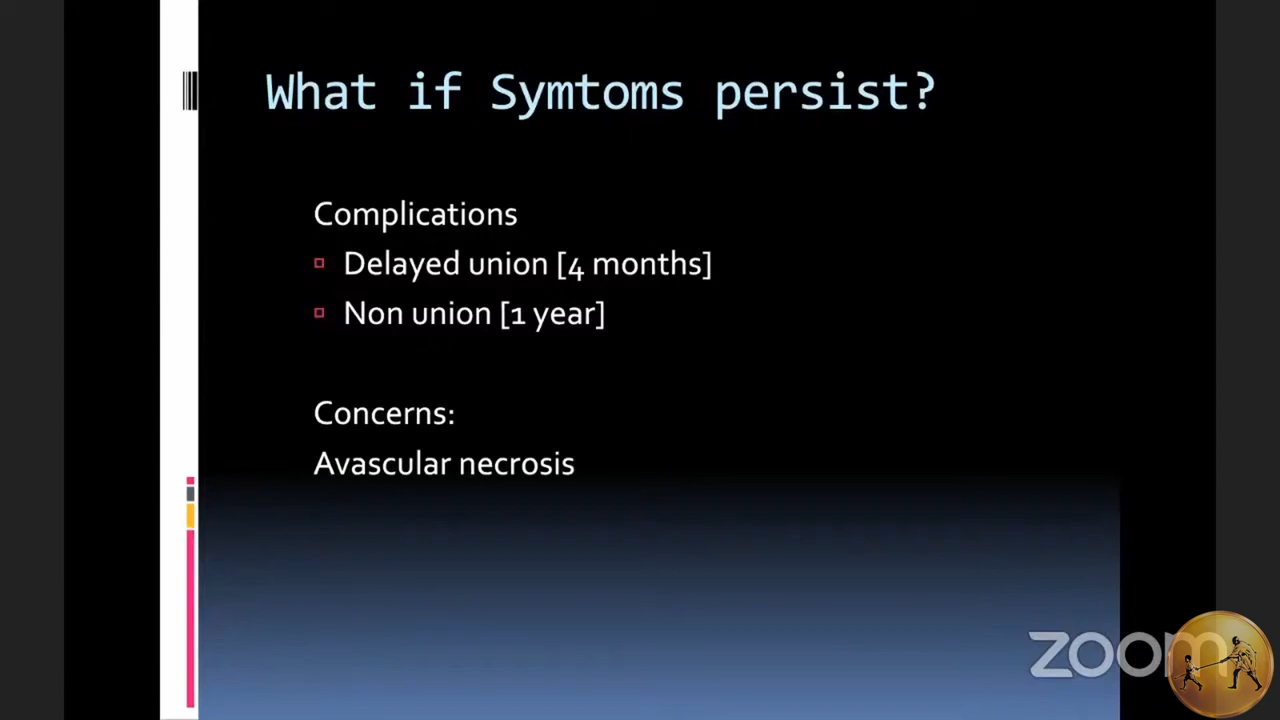 What if Symtoms persist?
Complications
Delayed union [4 months]
Non union [1 year]
Concerns:
Avascular necrosis
zoom